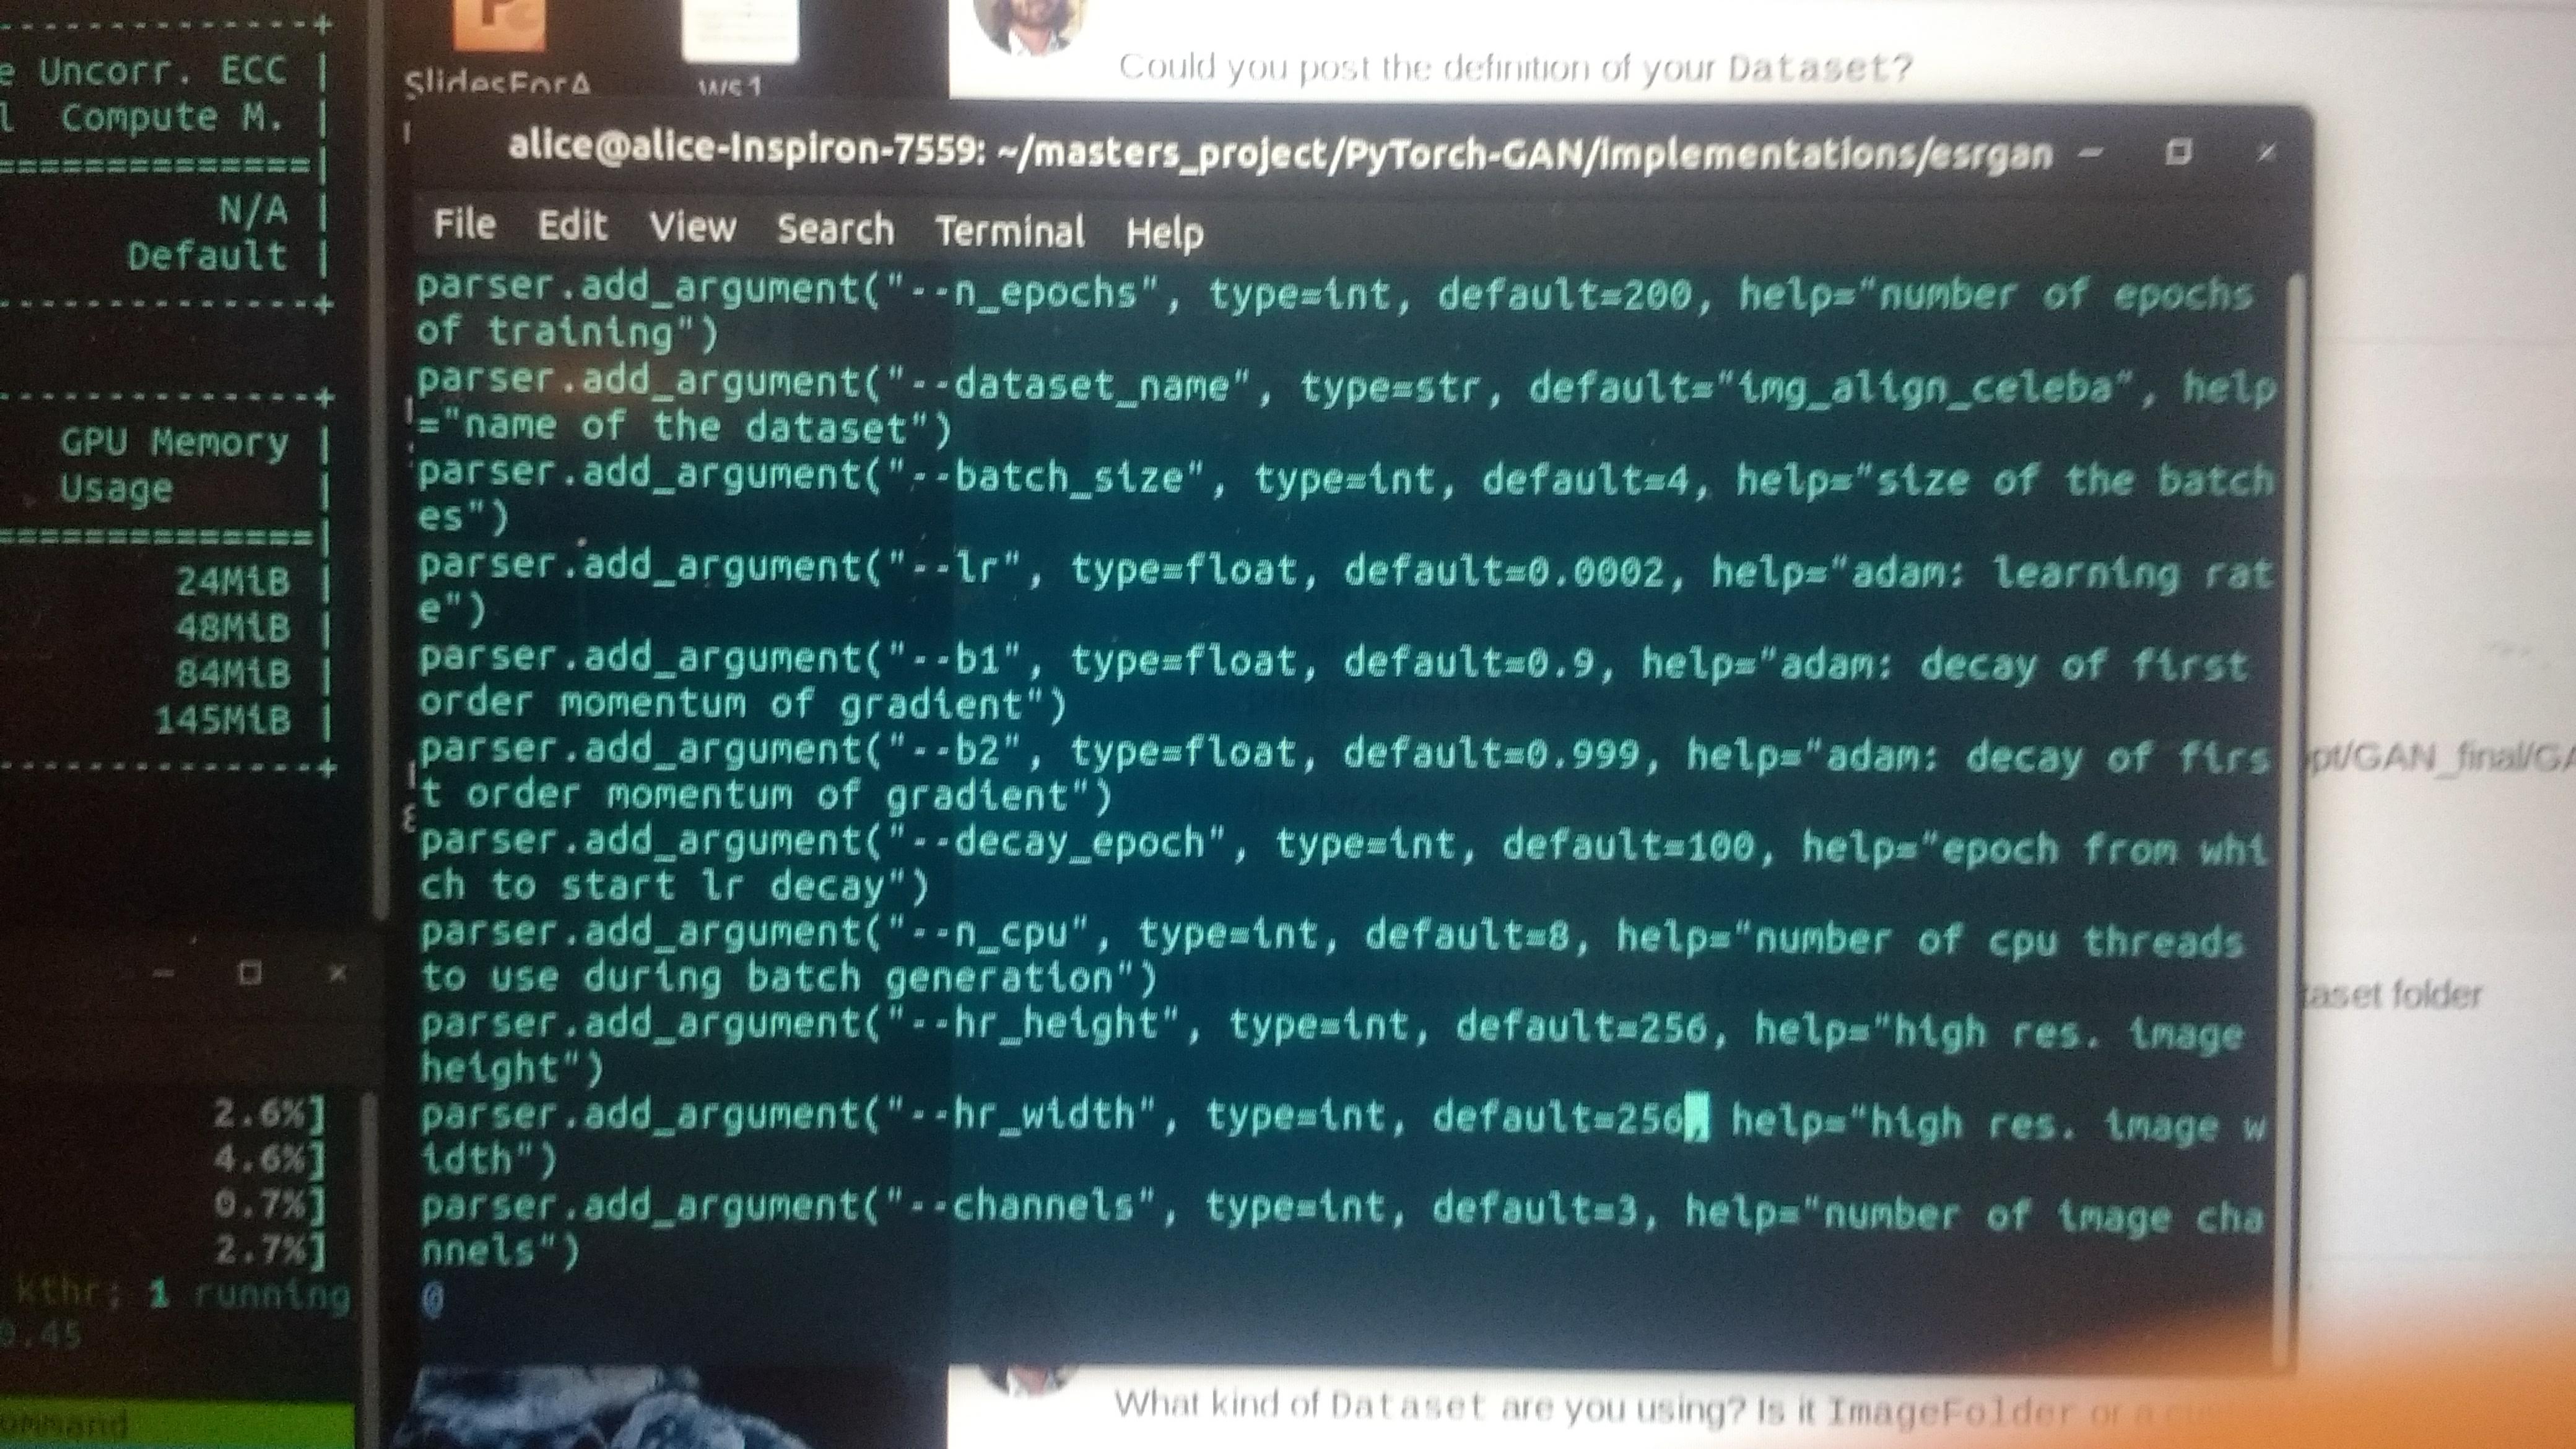 e Uncorr. ECC |
l Compute M. |
==============|
N/A |
Default |
--------------+
--------------+
GPU Memory |
Usage |
==============|
24MiB |
48MiB |
84MiB |
145MiB |
--------------+
2.6%]
4.6%]
0.7%]
2.7%]
kthr; 1 running
0.45
ommand
SlidesForA
ws1
Could you post the definition of your Dataset?
alice@alice-Inspiron-7559: ~/masters_project/PyTorch-GAN/implementations/esrgan
File Edit View Search Terminal Help
parser.add_argument("--n_epochs", type=int, default=200, help="number of epochs
of training")
parser.add_argument("--dataset_name", type=str, default="img_align_celeba", help
="name of the dataset")
parser.add_argument("--batch_size", type=int, default=4, help="size of the batch
es")
parser.add_argument("--lr", type=float, default=0.0002, help="adam: learning rat
e")
parser.add_argument("--b1", type=float, default=0.9, help="adam: decay of first
order momentum of gradient")
parser.add_argument("--b2", type=float, default=0.999, help="adam: decay of firs
t order momentum of gradient")
parser.add_argument("--decay_epoch", type=int, default=100, help="epoch from whi
ch to start lr decay")
parser.add_argument("--n_cpu", type=int, default=8, help="number of cpu threads
to use during batch generation")
parser.add_argument("--hr_height", type=int, default=256, help="high res. image
height")
parser.add_argument("--hr_width", type=int, default=256, help="high res. image w
idth")
parser.add_argument("--channels", type=int, default=3, help="number of image cha
nnels")
@
pt/GAN_final/GA
aset folder
What kind of Dataset are you using? Is it ImageFolder or a